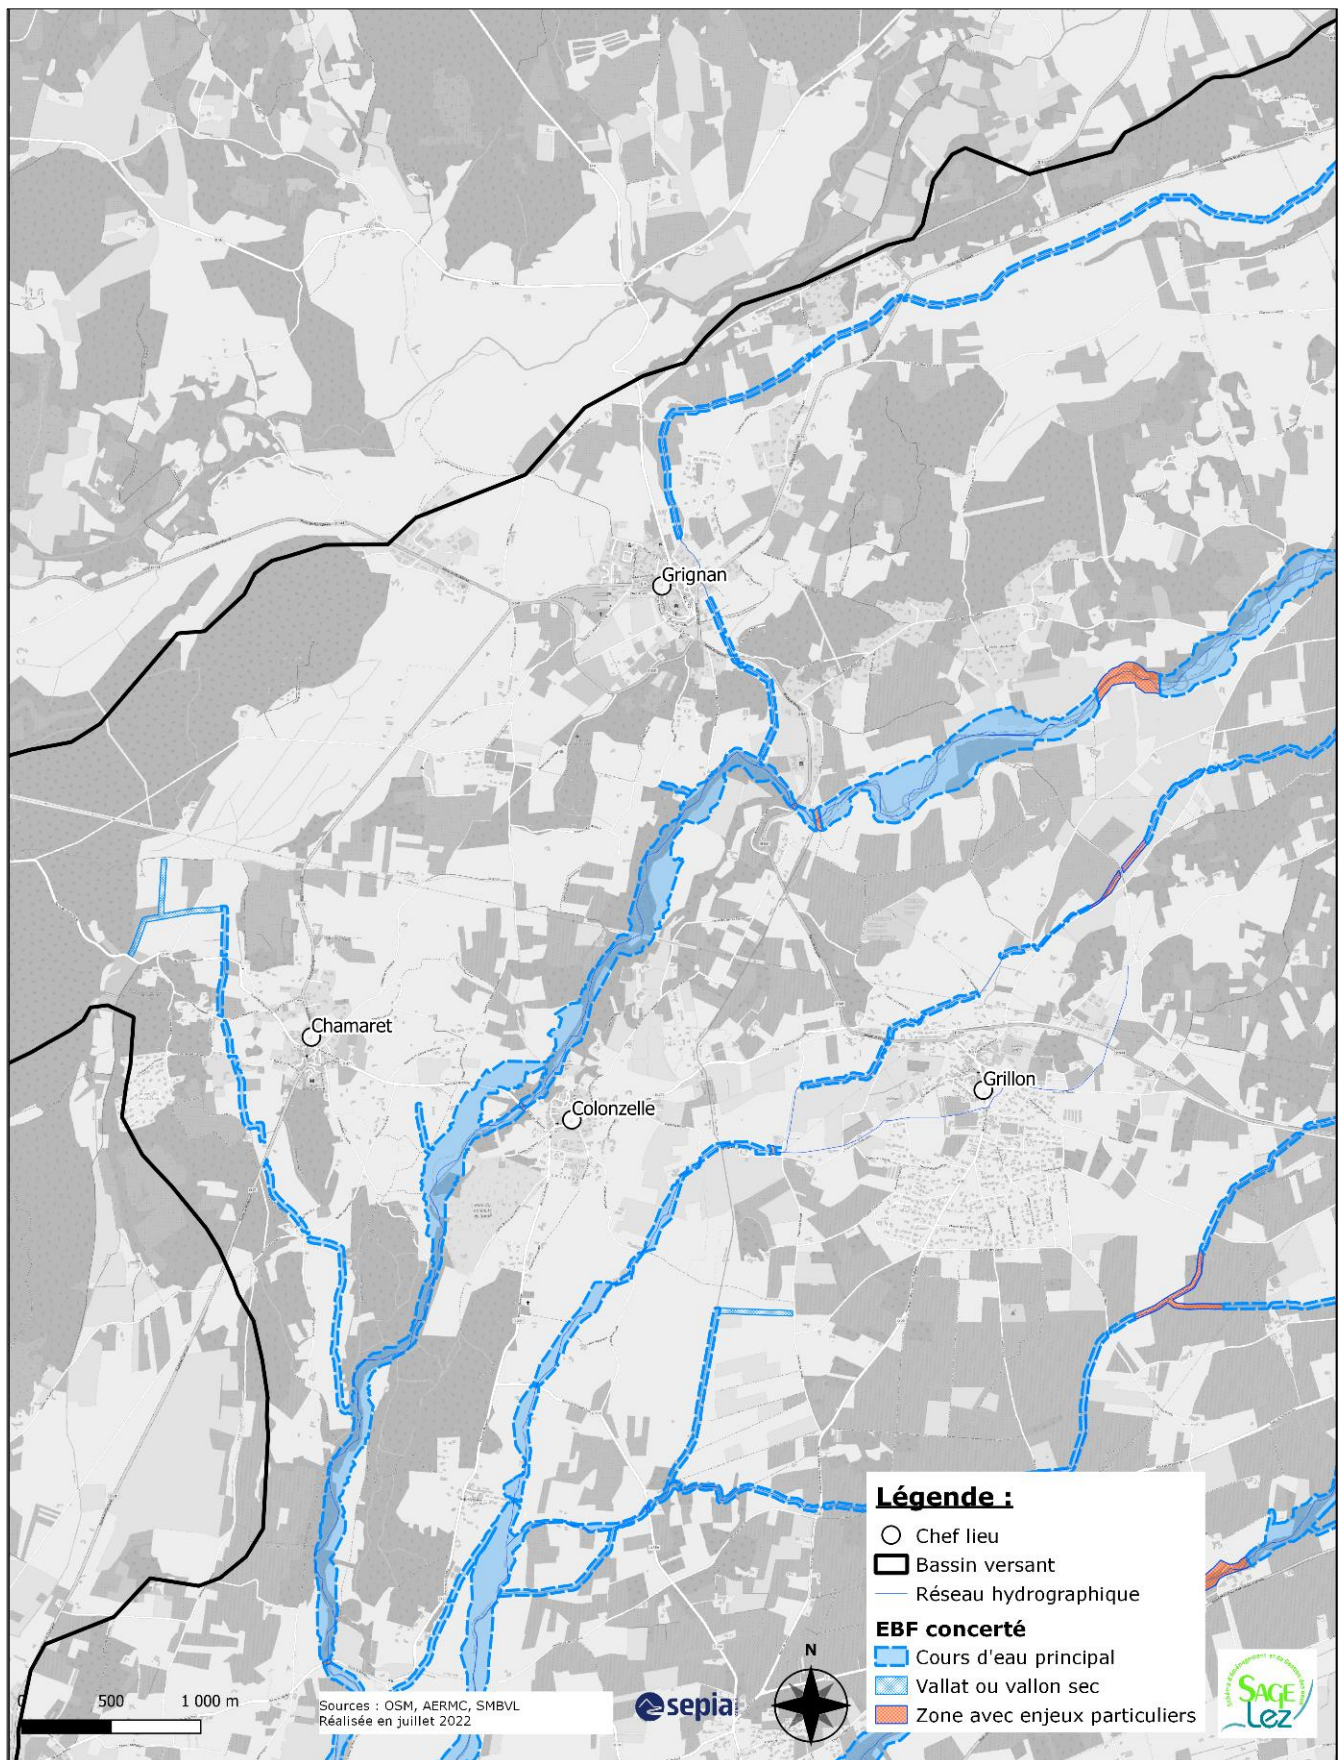 Grignan
Chamaret
Colonzelle
Grillon
Légende :
Chef lieu
Bassin versant
Réseau hydrographique
EBF concerté
Cours d'eau principal
Vallat ou vallon sec
Zone avec enjeux particuliers
0 500 1 000 m
Sources : OSM, AERMC, SMBVL
Réalisée en juillet 2022
sepia
N
SAGE
Lez